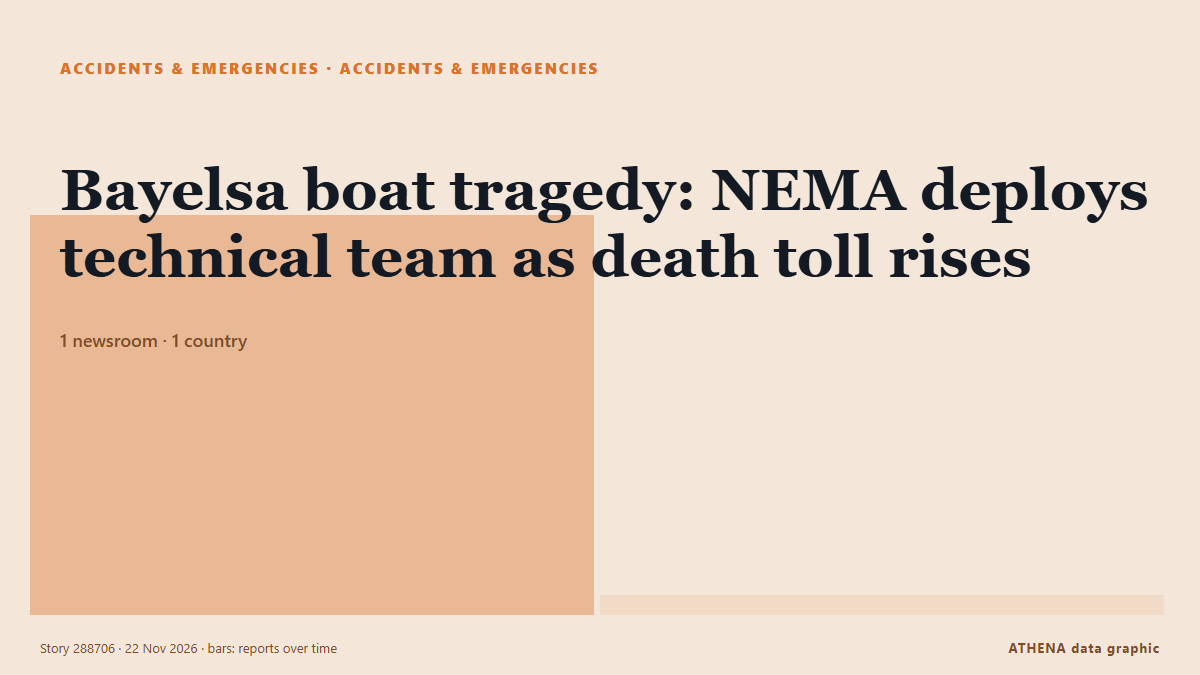 ACCIDENTS & EMERGENCIES · ACCIDENTS & EMERGENCIES
Bayelsa boat tragedy: NEMA deploys
technical team as death toll rises
1 newsroom · 1 country
Story 288706 · 22 Nov 2026 · bars: reports over time
ATHENA data graphic